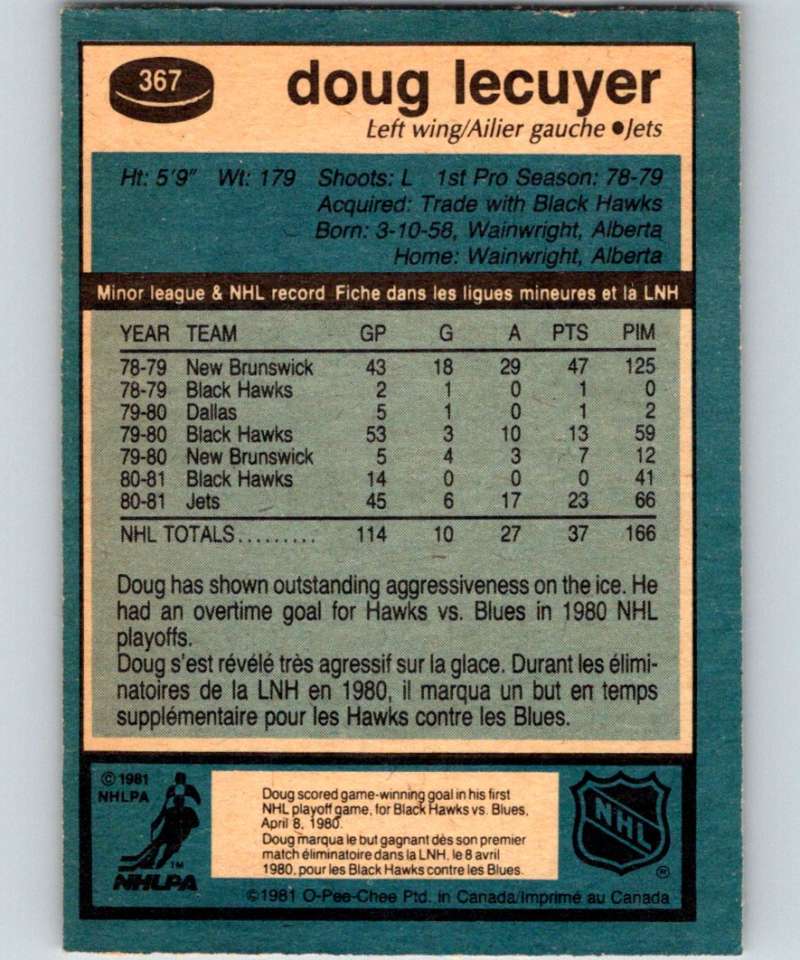 367
doug lecuyer
Left wing/Ailier gauche ●Jets
Ht: 5'9" Wt: 179 Shoots: L 1st Pro Season: 78-79
Acquired: Trade with Black Hawks
Born: 3-10-58, Wainwright, Alberta
Home: Wainwright, Alberta
Minor league & NHL record Fiche dans les ligues mineures et la LNH
YEAR TEAM GP G A PTS PIM
78-79 New Brunswick 43 18 29 47 125
78-79 Black Hawks 2 1 0 1 0
79-80 Dallas 5 1 0 1 2
79-80 Black Hawks 53 3 10 13 59
79-80 New Brunswick 5 4 3 7 12
80-81 Black Hawks 14 0 0 0 41
80-81 Jets 45 6 17 23 66
NHL TOTALS......... 114 10 27 37 166
Doug has shown outstanding aggressiveness on the ice. He
had an overtime goal for Hawks vs. Blues in 1980 NHL
playoffs.
Doug s'est révélé très agressif sur la glace. Durant les élimi-
natoires de la LNH en 1980, il marqua un but en temps
supplémentaire pour les Hawks contre les Blues.
©1981
NHLPA
TM
NHLPA
Doug scored game-winning goal in his first
NHL playoff game, for Black Hawks vs. Blues,
April 8, 1980.
Doug marqua le but gagnant dès son premier
match éliminatoire dans la LNH, le 8 avril
1980, pour les Black Hawks contre les Blues.
NHL
®
©1981 O-Pee-Chee Ptd. in Canada/Imprimé au Canada